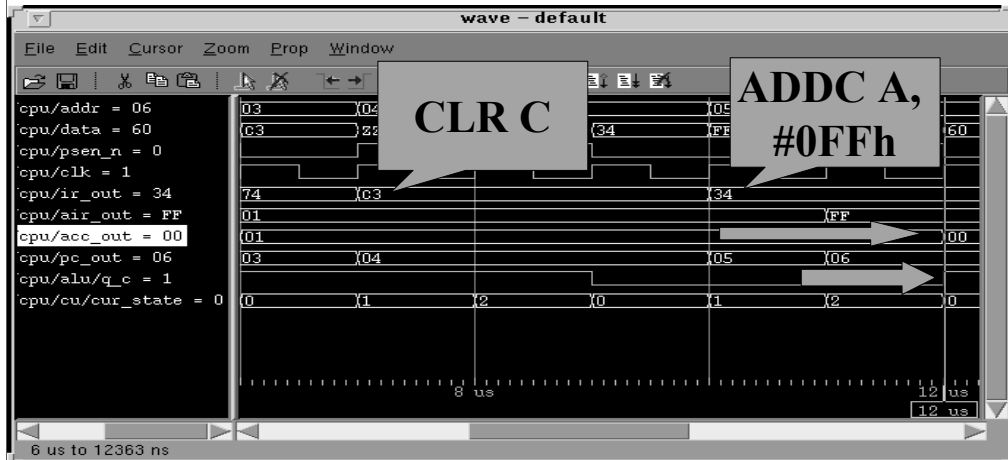 wave – default
File Edit Cursor Zoom Prop Window
CLR C
ADDC A,
#0FFh
cpu/addr = 06 03 04 05
cpu/data = 60 C3 ZZ 34 FF 60
cpu/psen_n = 0
cpu/clk = 1
cpu/ir_out = 34 74 C3 34
cpu/air_out = FF 01 FF
cpu/acc_out = 00 01 00
cpu/pc_out = 06 03 04 05 06
cpu/alu/q_c = 1
cpu/cu/cur_state = 0 0 1 2 0 1 2 0
8 us 12 us
12 us
6 us to 12363 ns